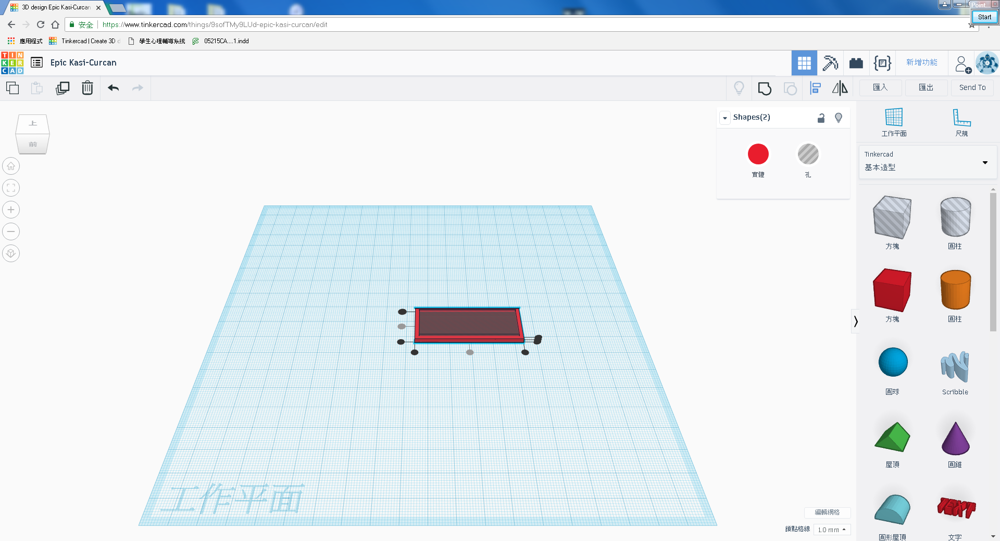 3D design Epic Kasi-Curcan
Point...
Start
安全
https://www.tinkercad.com/things/9sofTMy9LUd-epic-kasi-curcan/edit
應用程式
Tinkercad | Create 3D d
學生心理輔導系統
05215CA....1.indd
TIN
KER
CAD
Epic Kasi-Curcan
新增功能
匯入
匯出
Send To
上
前
Shapes(2)
實體
孔
工作平面
尺規
Tinkercad
基本造型
方塊
圓柱
方塊
圓柱
圓球
Scribble
屋頂
圓錐
TEXT
圓形屋頂
文字
工作平面
編輯網格
鎖點格線
1.0 mm